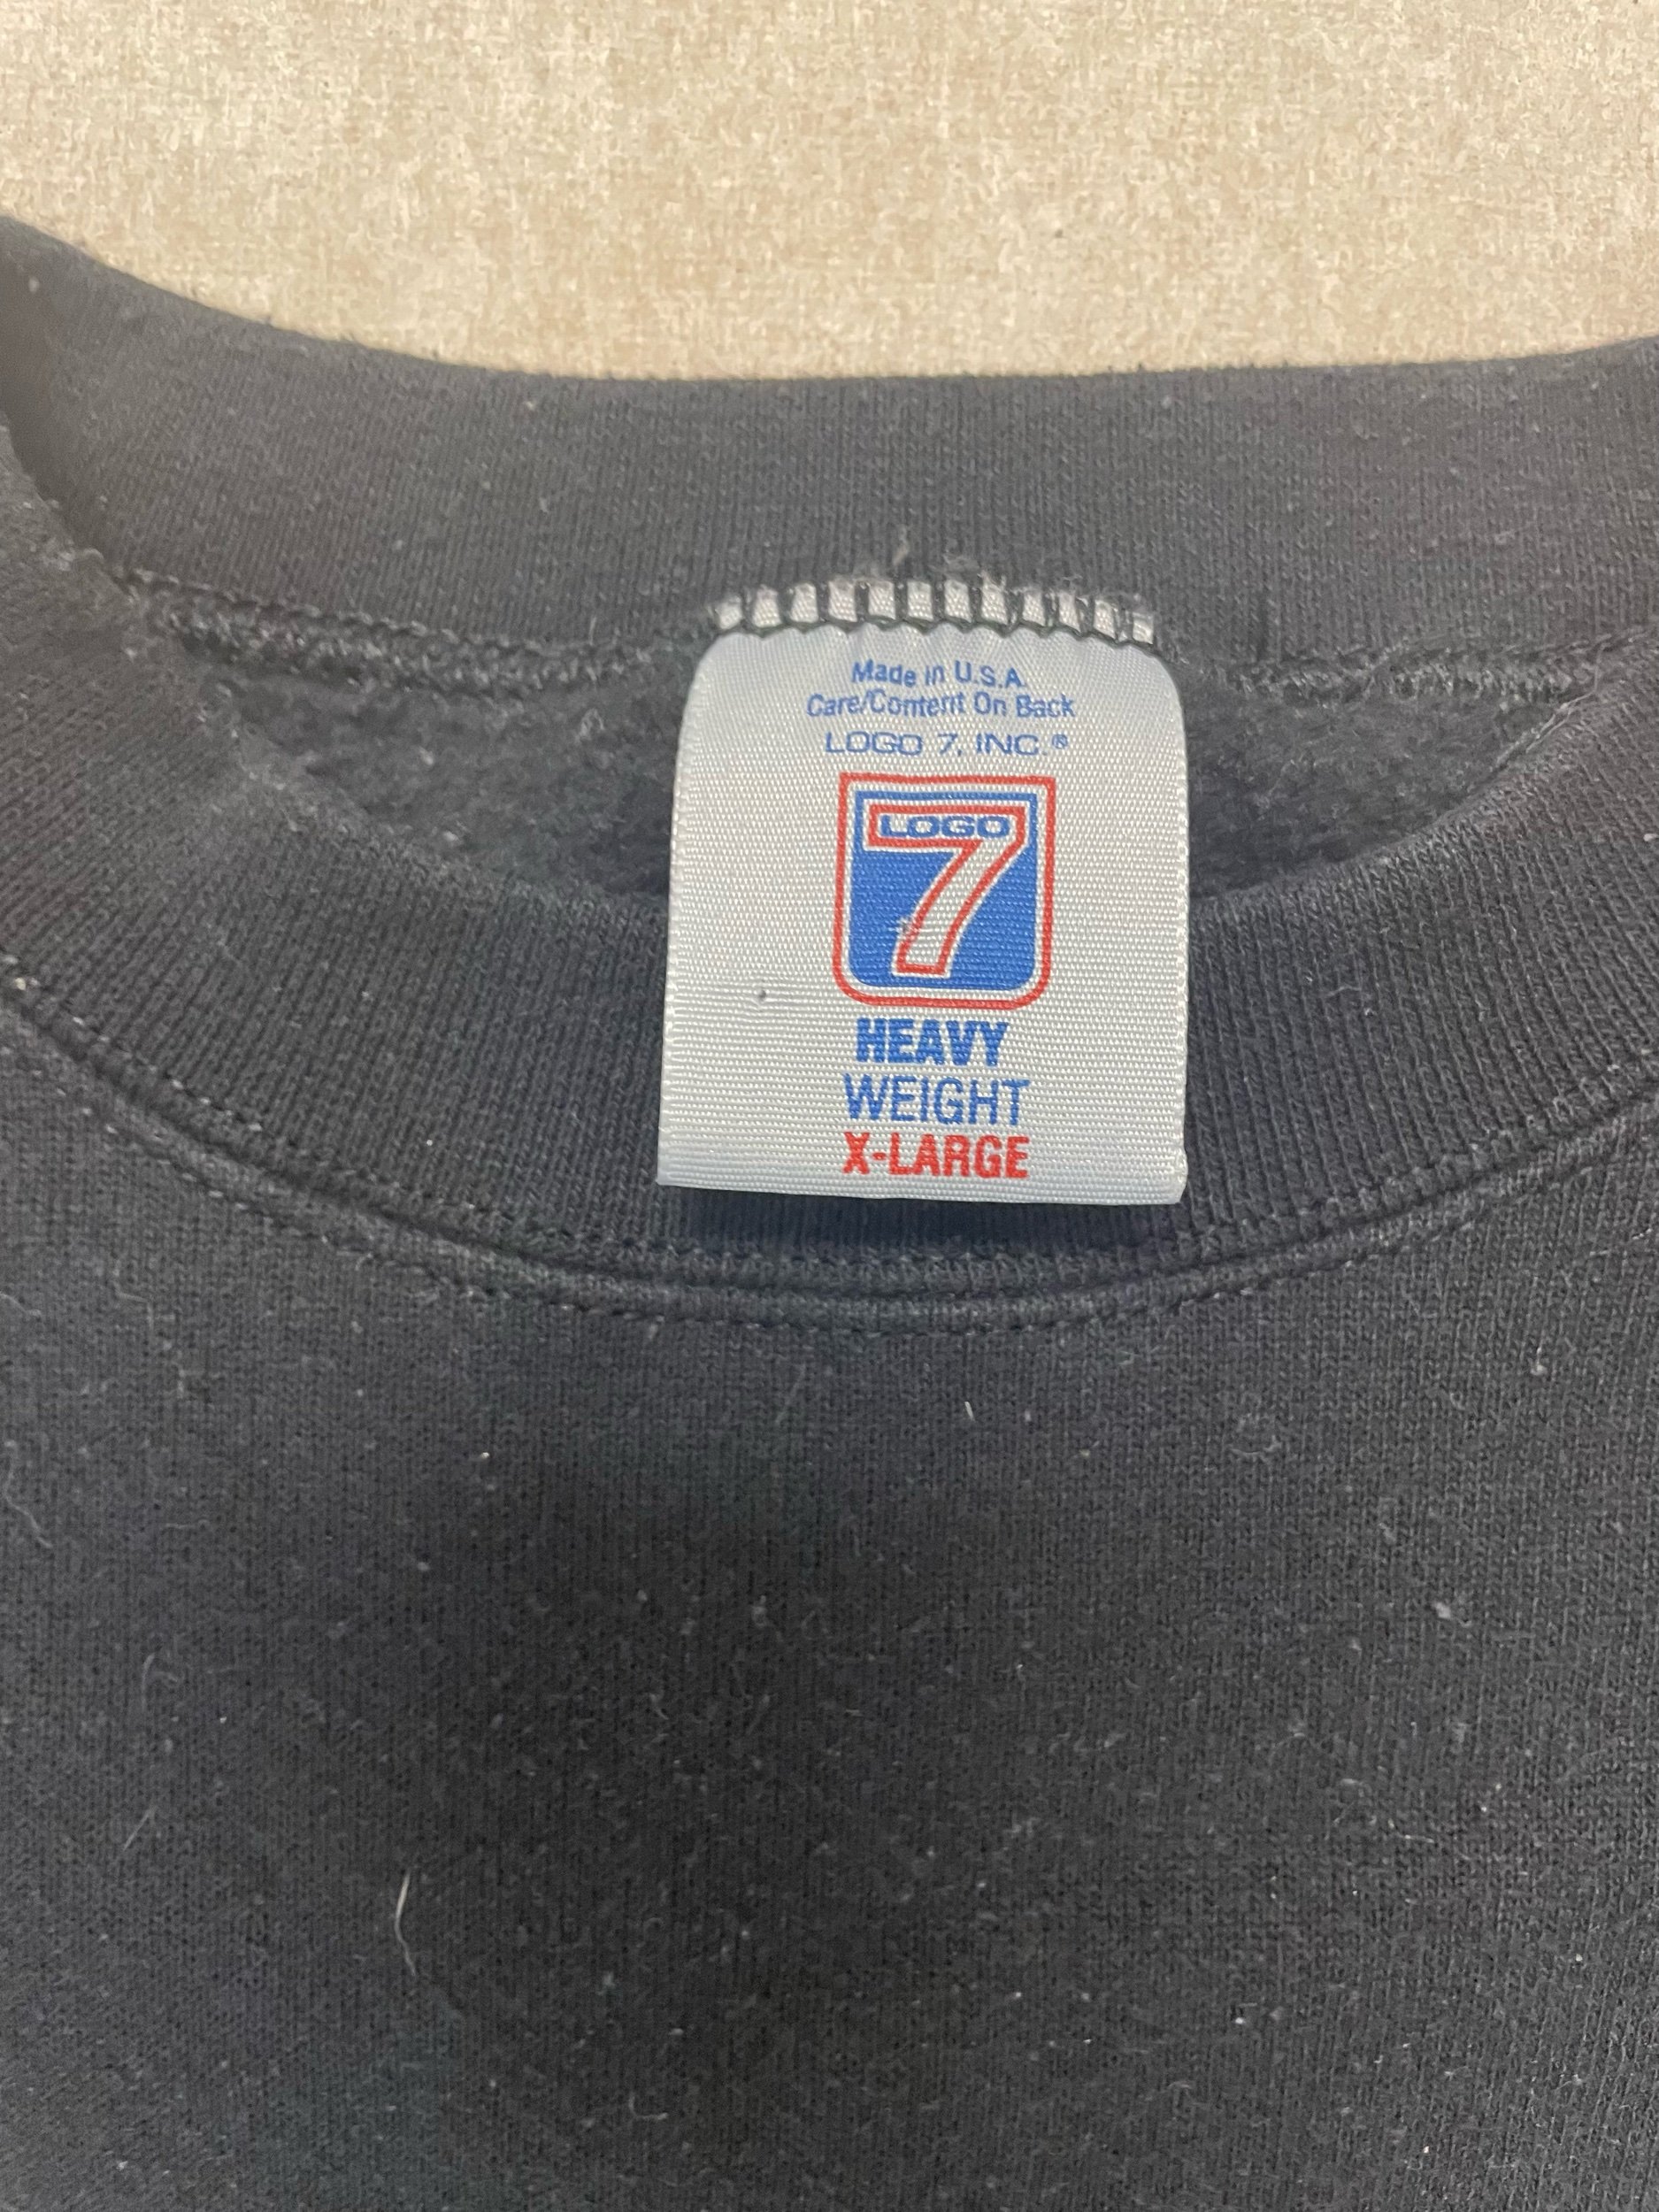 Made in U.S.A.
Care/Content On Back
LOGO 7, INC ®
LOGO
7
HEAVY
WEIGHT
X-LARGE